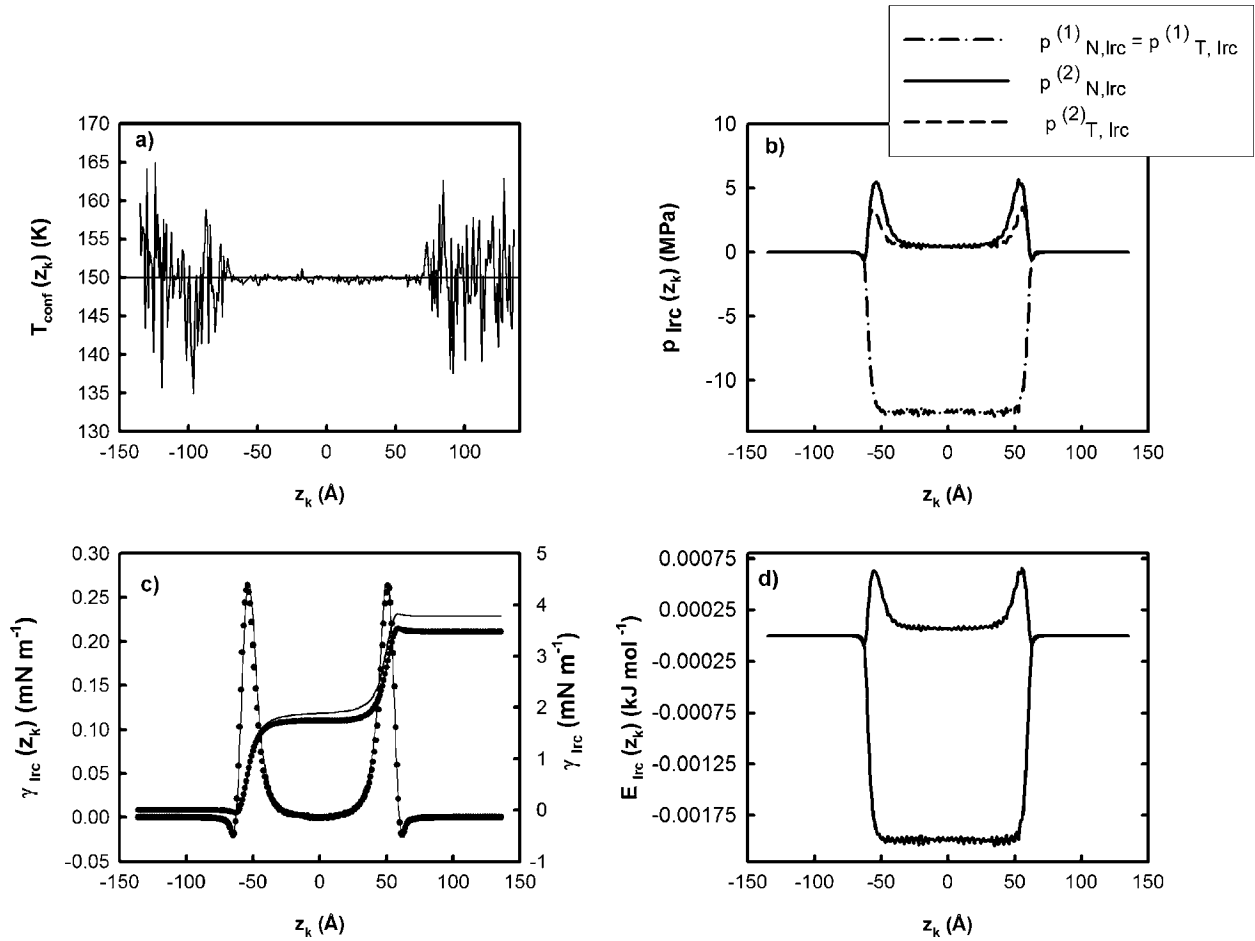 p (1) N,lrc = p (1) T, lrc
p (2) N,lrc
p (2) T, lrc
a)
170
165
160
155
150
145
140
135
130
-150 -100 -50 0 50 100
T conf (z k) (K)
z k (Å)
b)
10
5
0
-5
-10
-150 -100 -50 0 50 100 150
p lrc (z k) (MPa)
z k (Å)
c)
0.30
0.25
0.20
0.15
0.10
0.05
0.00
-0.05
5
4
3
2
1
0
-1
-150 -100 -50 0 50 100 150
γ lrc (z k) (mN m-1)
γ lrc (mN m-1)
z k (Å)
d)
0.00075
0.00025
-0.00025
-0.00075
-0.00125
-0.00175
-150 -100 -50 0 50 100 150
E lrc (z k) (kJ mol -1)
z k (Å)